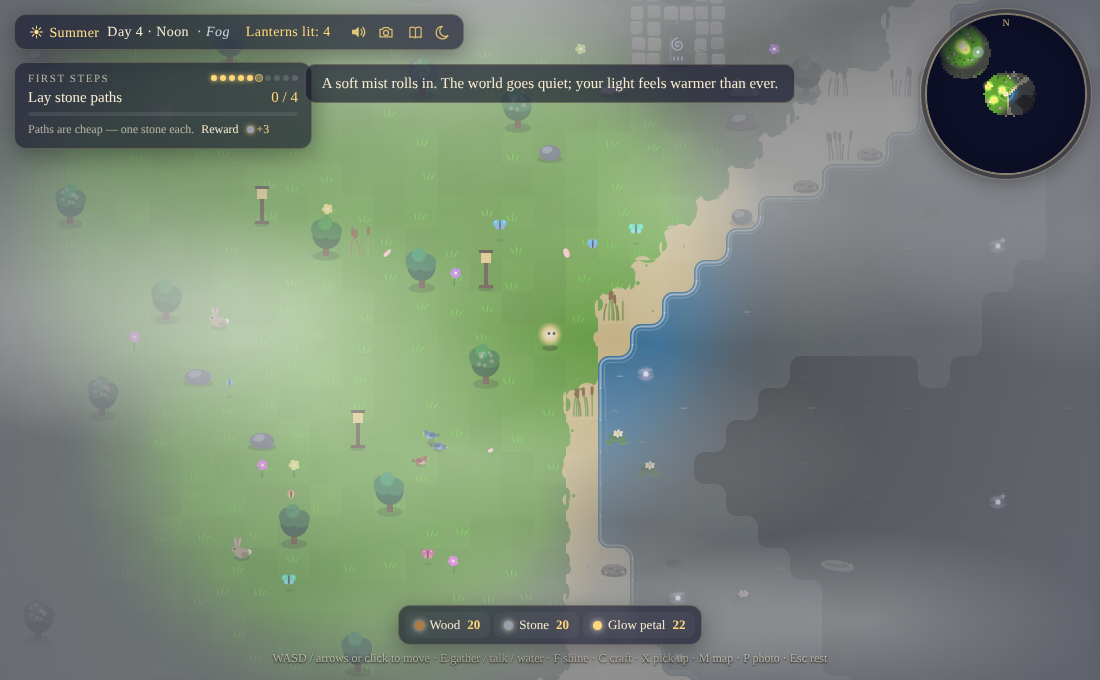 Summer Day 4 · Noon · Fog Lanterns lit: 4
N
FIRST STEPS
Lay stone paths 0 / 4
Paths are cheap — one stone each. Reward +3
A soft mist rolls in. The world goes quiet; your light feels warmer than ever.
Wood 20 Stone 20 Glow petal 22
WASD / arrows or click to move · E gather / talk / water · F shine · C craft · X pick up · M map · P photo · Esc rest